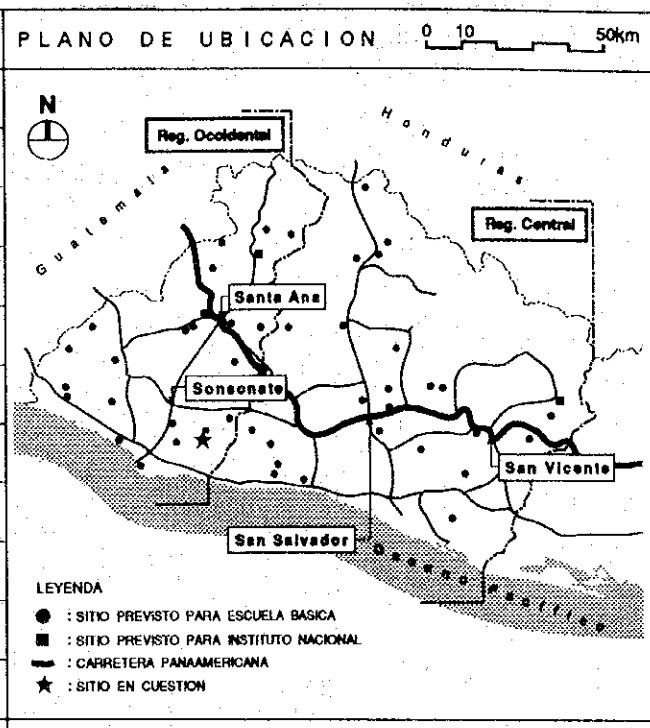 PLANO DE UBICACION
0 10 50km
N
Reg. Occidental
Honduras
Guatemala
Reg. Central
Santa Ana
Sonsonate
San Vicente
San Salvador
Oceano Pacifico
LEYENDA
: SITIO PREVISTO PARA ESCUELA BASICA
: SITIO PREVISTO PARA INSTITUTO NACIONAL
: CARRETERA PANAAMERICANA
: SITIO EN CUESTION